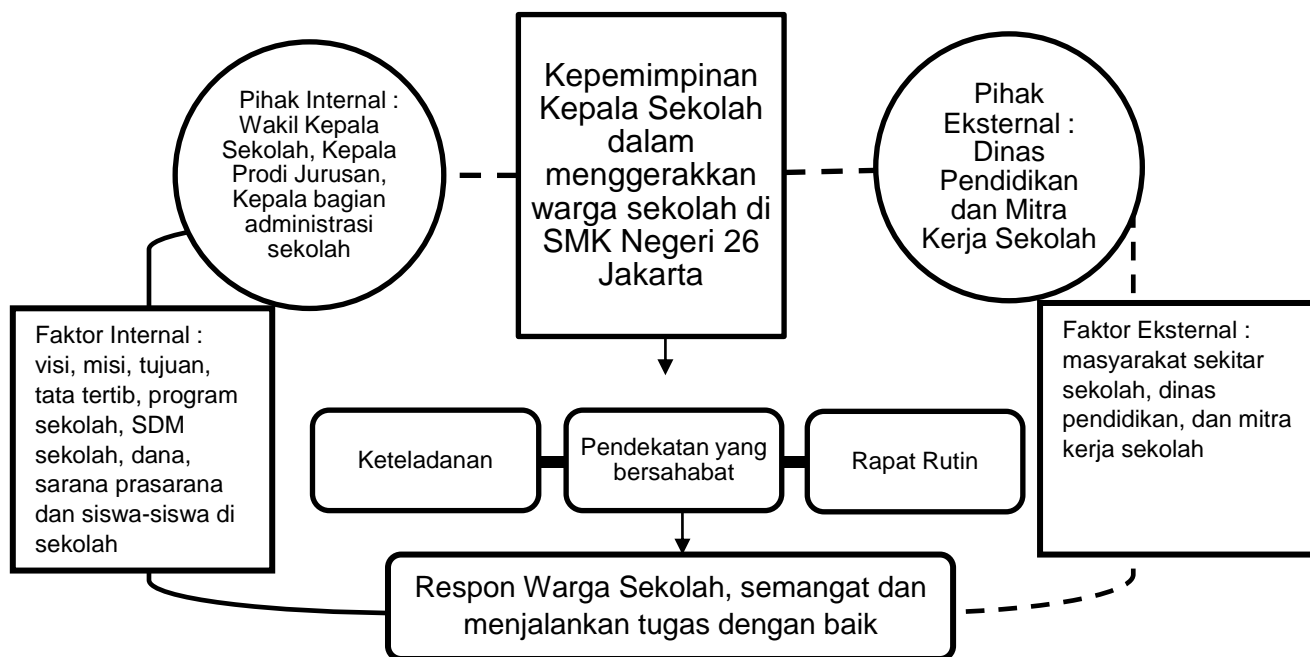 Pihak Internal :
Wakil Kepala
Sekolah, Kepala
Prodi Jurusan,
Kepala bagian
administrasi
sekolah
Kepemimpinan
Kepala Sekolah
dalam
menggerakkan
warga sekolah di
SMK Negeri 26
Jakarta
Pihak
Eksternal :
Dinas
Pendidikan
dan Mitra
Kerja Sekolah
Faktor Internal :
visi, misi, tujuan,
tata tertib, program
sekolah, SDM
sekolah, dana,
sarana prasarana
dan siswa-siswa di
sekolah
Faktor Eksternal :
masyarakat sekitar
sekolah, dinas
pendidikan, dan mitra
kerja sekolah
Keteladanan
Pendekatan yang
bersahabat
Rapat Rutin
Respon Warga Sekolah, semangat dan
menjalankan tugas dengan baik